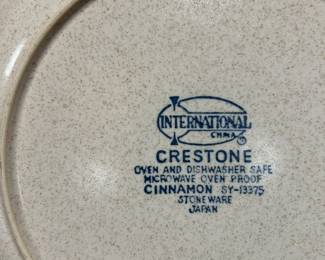 INTERNATIONAL
CHINA
CRESTONE
OVEN AND DISHWASHER SAFE
MICROWAVE OVEN PROOF
CINNAMON SY-13375
STONEWARE
JAPAN